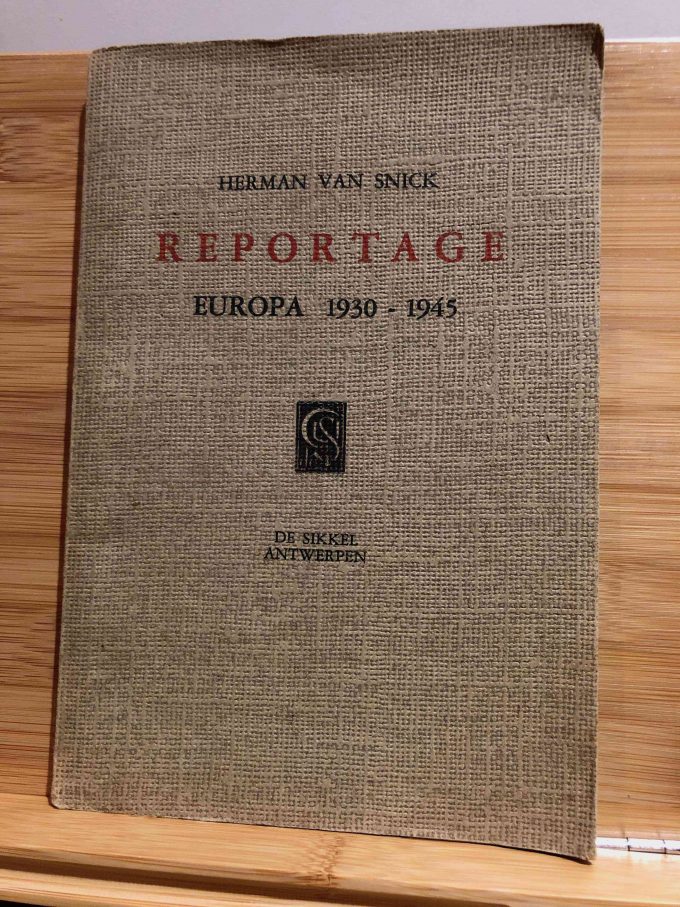 HERMAN VAN SNICK
REPORTAGE
EUROPA 1930 - 1945
DE SIKKEL
ANTWERPEN